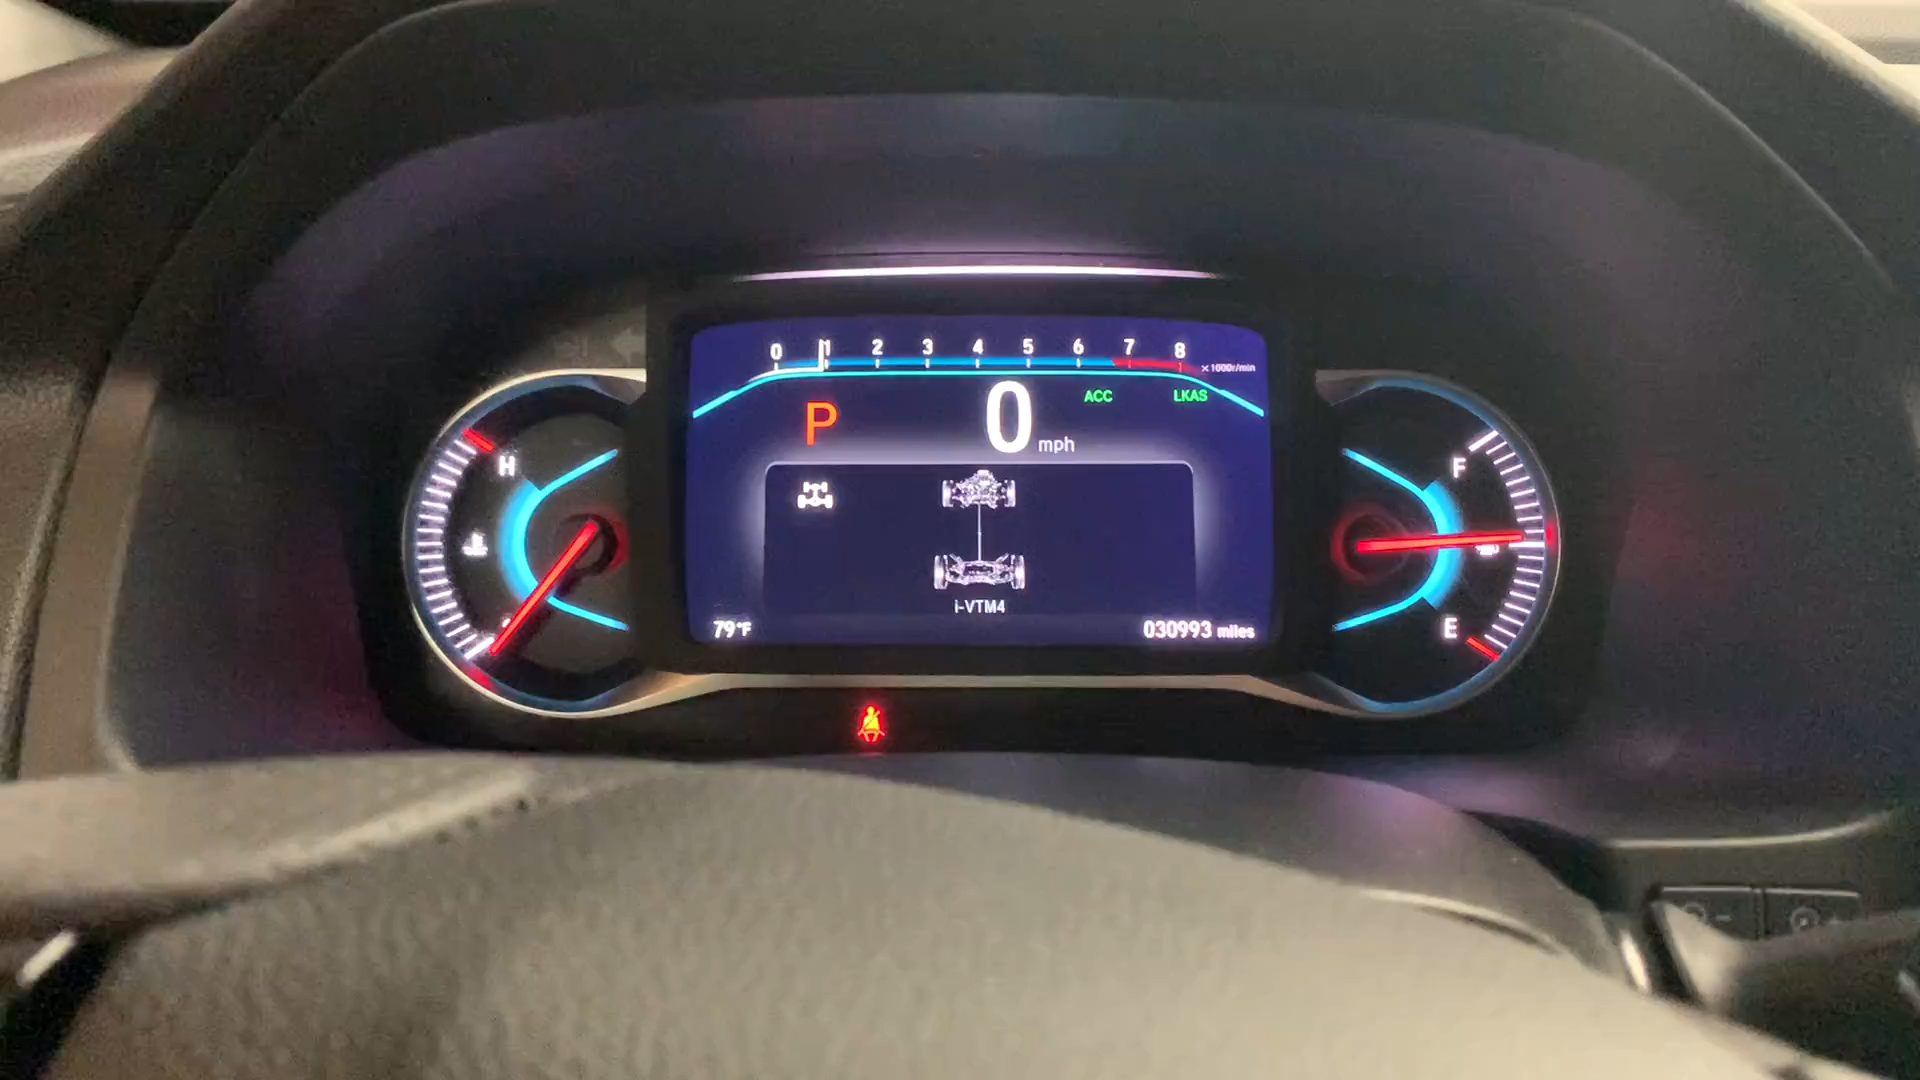 0 1 2 3 4 5 6 7 8
×1000r/min
P 0 mph ACC LKAS
H
F
i-VTM4
E
79°F 030993 miles